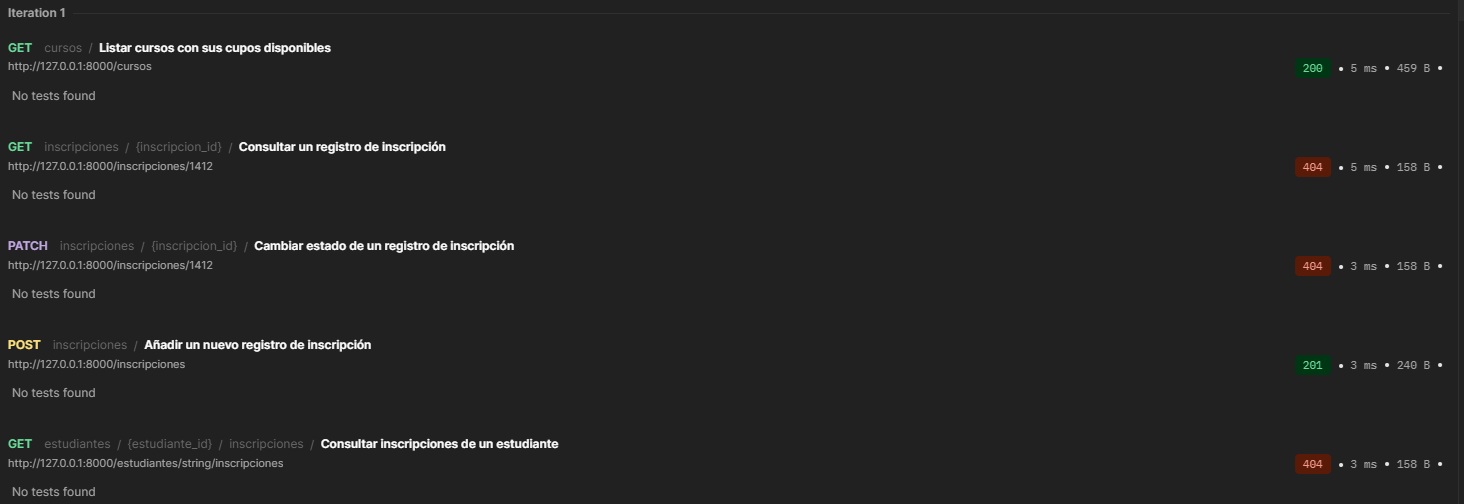 Iteration 1
GET cursos / Listar cursos con sus cupos disponibles
http://127.0.0.1:8000/cursos
200 • 5 ms • 459 B •
No tests found
GET inscripciones / {inscripcion_id} / Consultar un registro de inscripción
http://127.0.0.1:8000/inscripciones/1412
404 • 5 ms • 158 B •
No tests found
PATCH inscripciones / {inscripcion_id} / Cambiar estado de un registro de inscripción
http://127.0.0.1:8000/inscripciones/1412
404 • 3 ms • 158 B •
No tests found
POST inscripciones / Añadir un nuevo registro de inscripción
http://127.0.0.1:8000/inscripciones
201 • 3 ms • 240 B •
No tests found
GET estudiantes / {estudiante_id} / inscripciones / Consultar inscripciones de un estudiante
http://127.0.0.1:8000/estudiantes/string/inscripciones
404 • 3 ms • 158 B •
No tests found